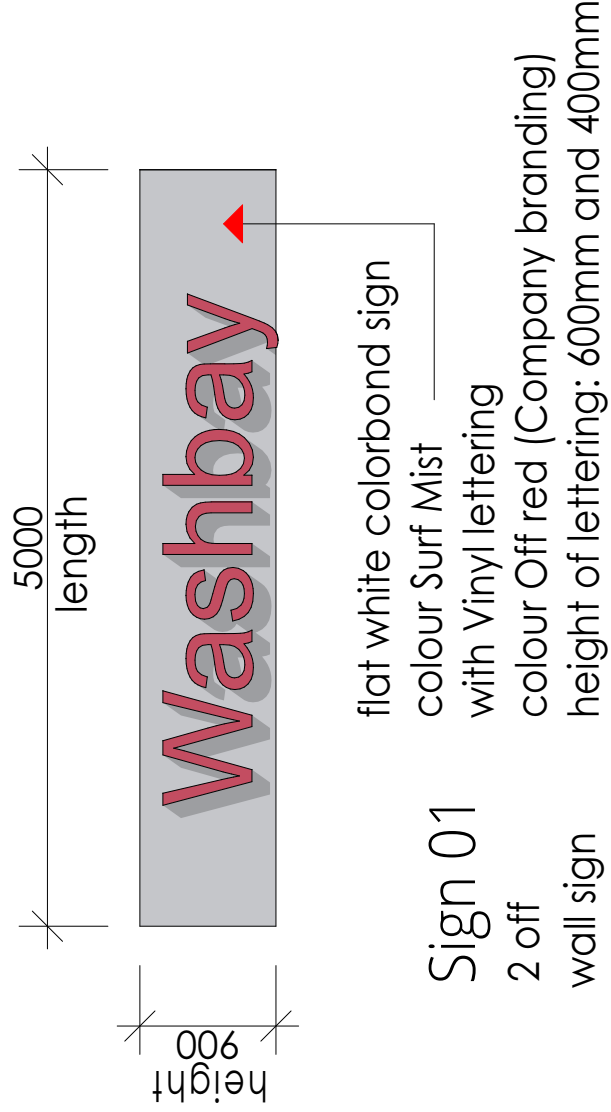 5000
length
900
height
Washbay
flat white colorbond sign
colour Surf Mist
with Vinyl lettering
colour Off red (Company branding)
height of lettering: 600mm and 400mm
Sign 01
2 off
wall sign